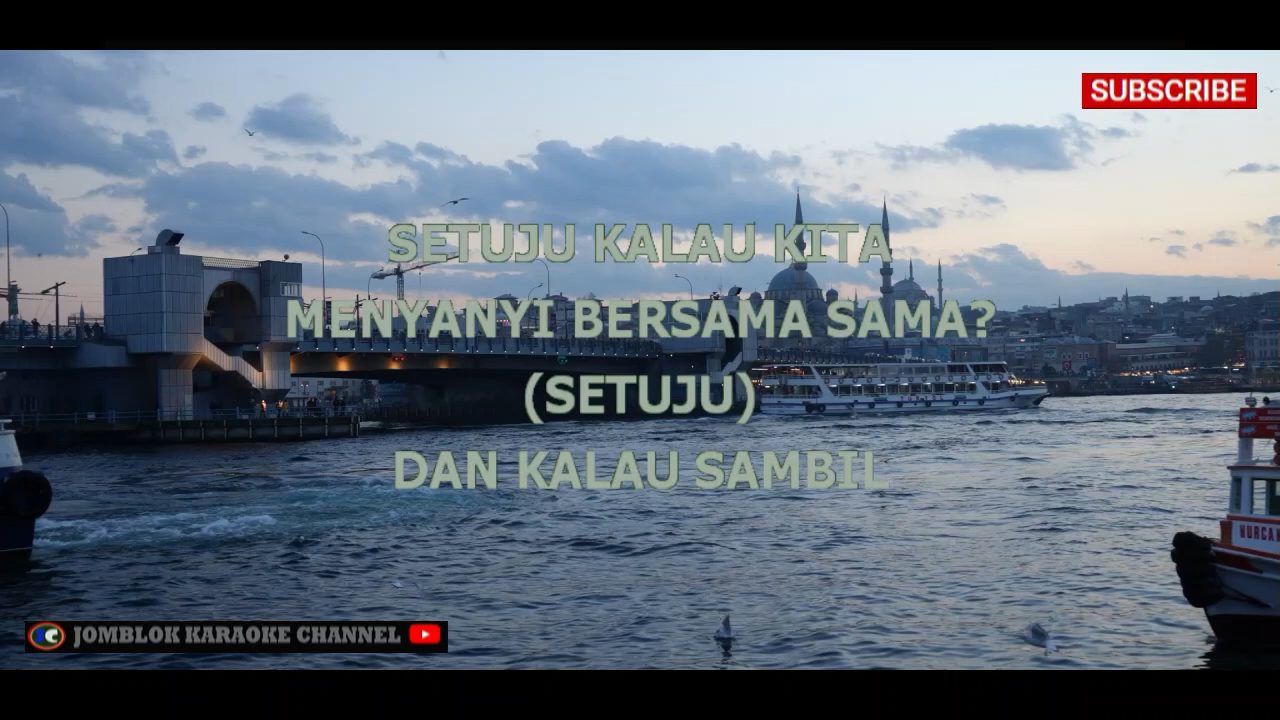 SUBSCRIBE
SETUJU KALAU KITA
MENYANYI BERSAMA SAMA?
(SETUJU)
DAN KALAU SAMBIL
JOMBLOK KARAOKE CHANNEL